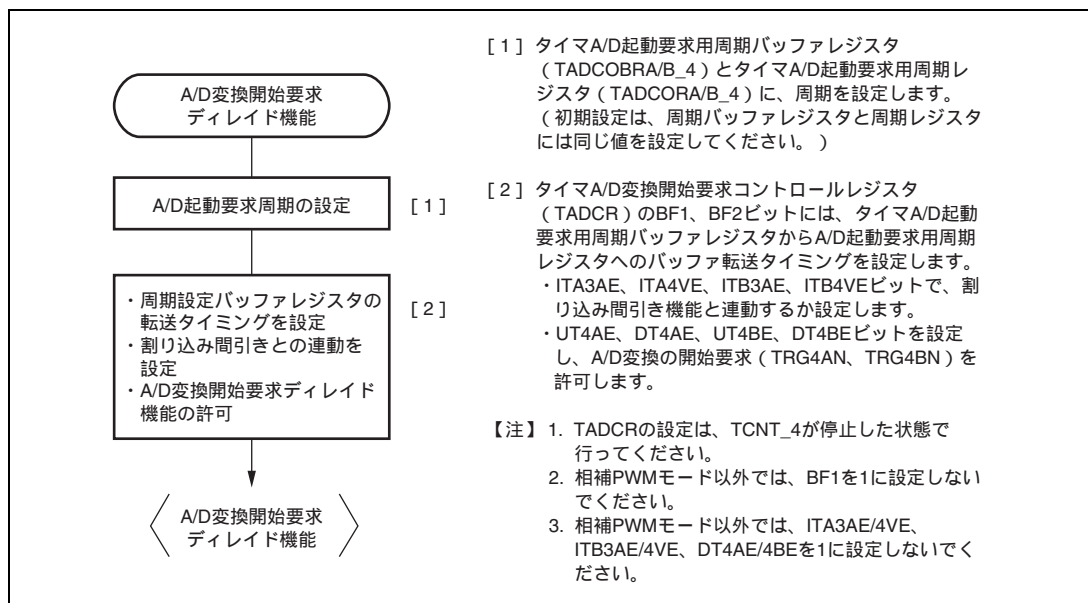 A/D変換開始要求
ディレイド機能
A/D起動要求周期の設定
[ 1 ]
・周期設定バッファレジスタの
転送タイミングを設定
・割り込み間引きとの連動を
設定
・A/D変換開始要求ディレイド
機能の許可
[ 2 ]
A/D変換開始要求
ディレイド機能
[ 1 ] タイマA/D起動要求用周期バッファレジスタ
（TADCOBRA/B_4）とタイマA/D起動要求用周期レ
ジスタ（TADCORA/B_4）に、周期を設定します。
（初期設定は、周期バッファレジスタと周期レジスタ
には同じ値を設定してください。）
[ 2 ] タイマA/D変換開始要求コントロールレジスタ
（TADCR）のBF1、BF2ビットには、タイマA/D起動
要求用周期バッファレジスタからA/D起動要求用周期
レジスタへのバッファ転送タイミングを設定します。
・ITA3AE、ITA4VE、ITB3AE、ITB4VEビットで、割
り込み間引き機能と連動するか設定します。
・UT4AE、DT4AE、UT4BE、DT4BEビットを設定
し、A/D変換の開始要求（TRG4AN、TRG4BN）を
許可します。
【注】 1. TADCRの設定は、TCNT_4が停止した状態で
行ってください。
2. 相補PWMモード以外では、BF1を1に設定しない
でください。
3. 相補PWMモード以外では、ITA3AE/4VE、
ITB3AE/4VE、DT4AE/4BEを1に設定しないでく
ださい。